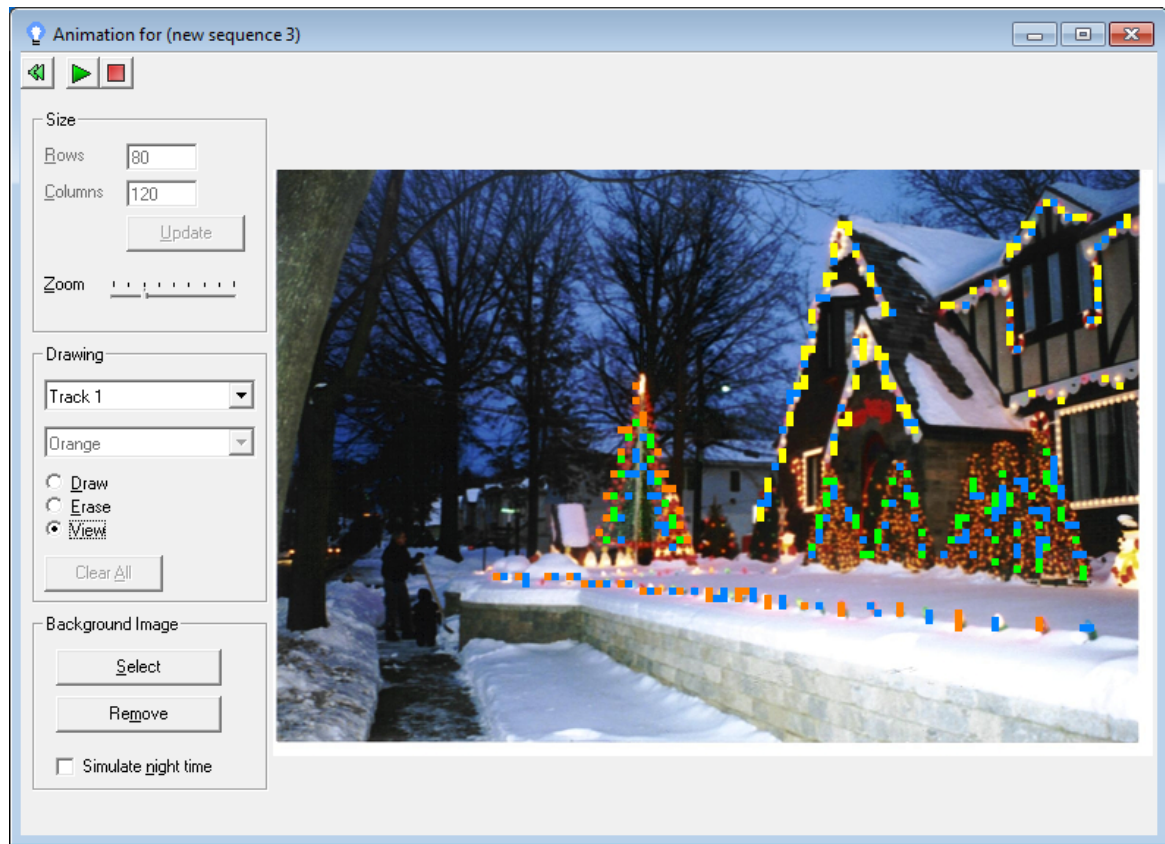 Animation for (new sequence 3)
Size
Rows 80
Columns 120
Update
Zoom
Drawing
Track 1
Orange
Draw
Erase
View
Clear All
Background Image
Select
Remove
Simulate night time